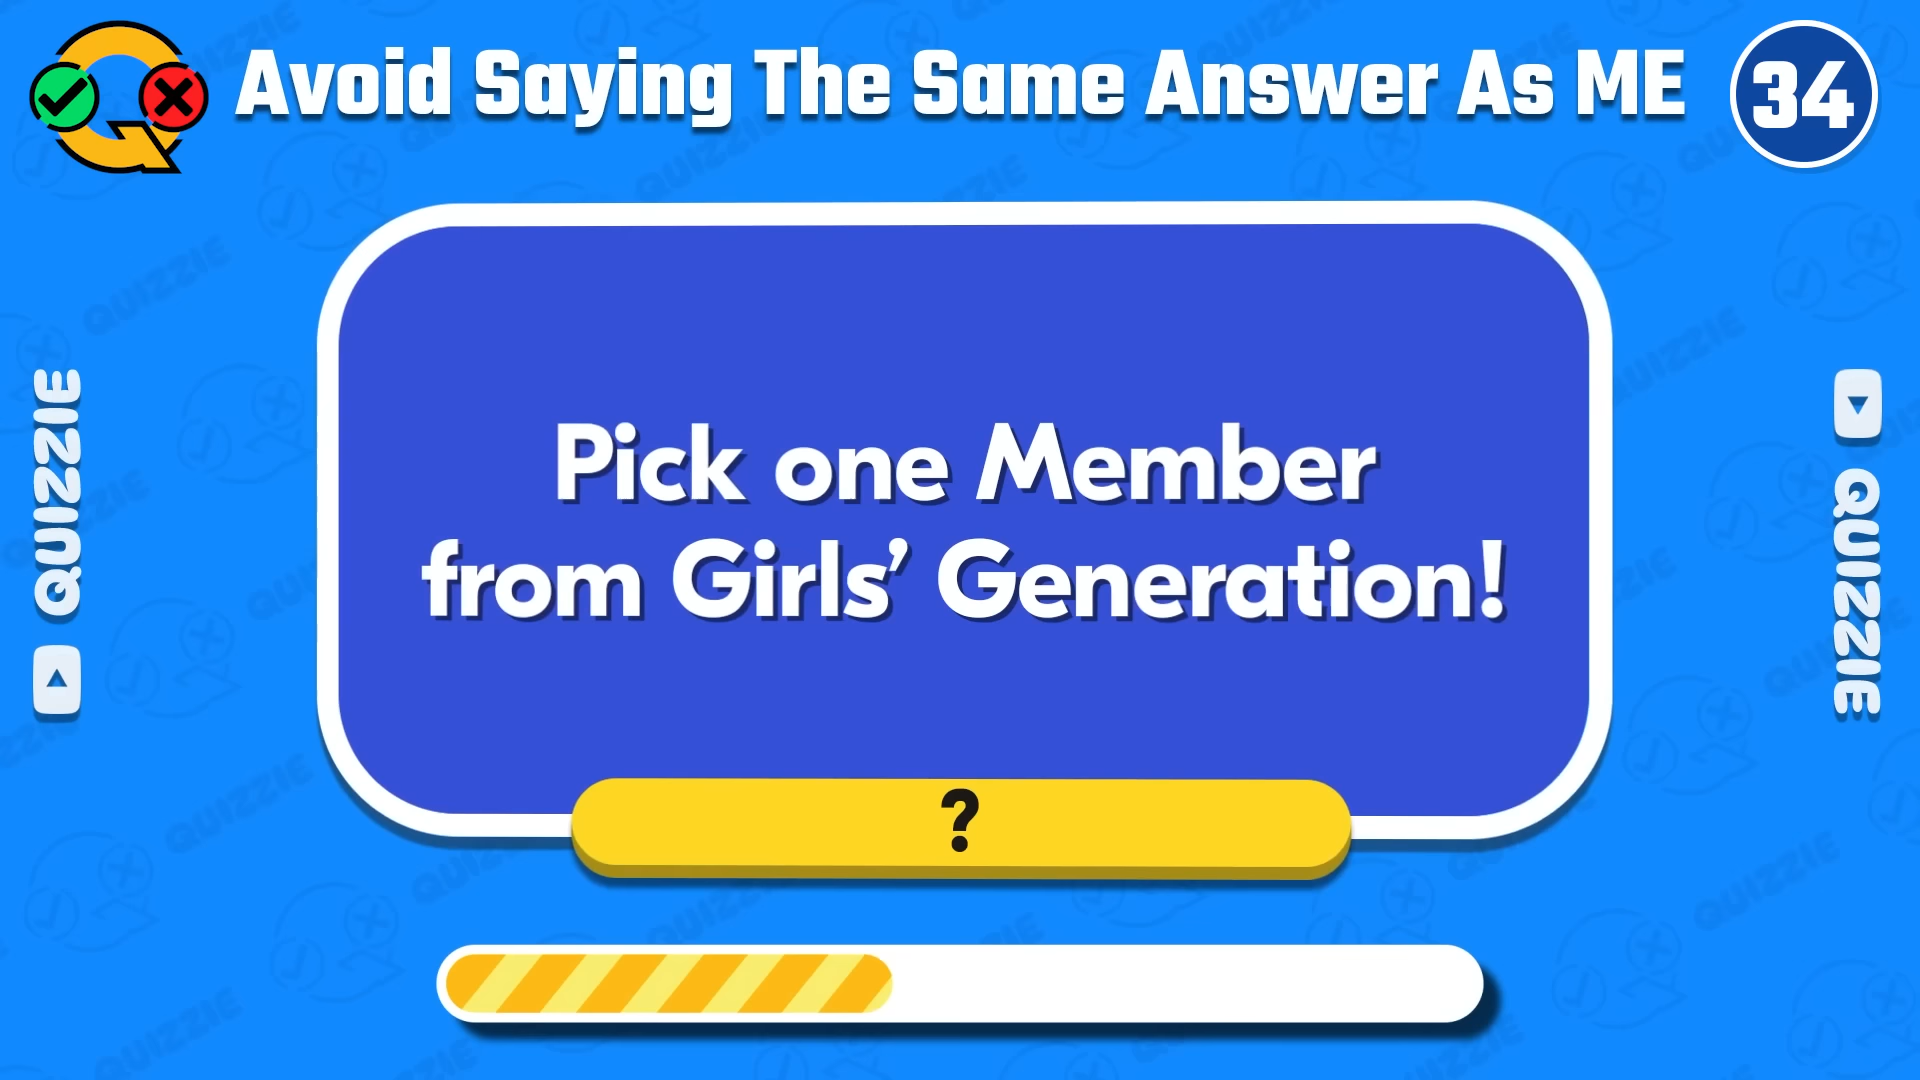 Avoid Saying The Same Answer As ME
34
Pick one Member
from Girls’ Generation!
?
QUIZZIE
QUIZZIE